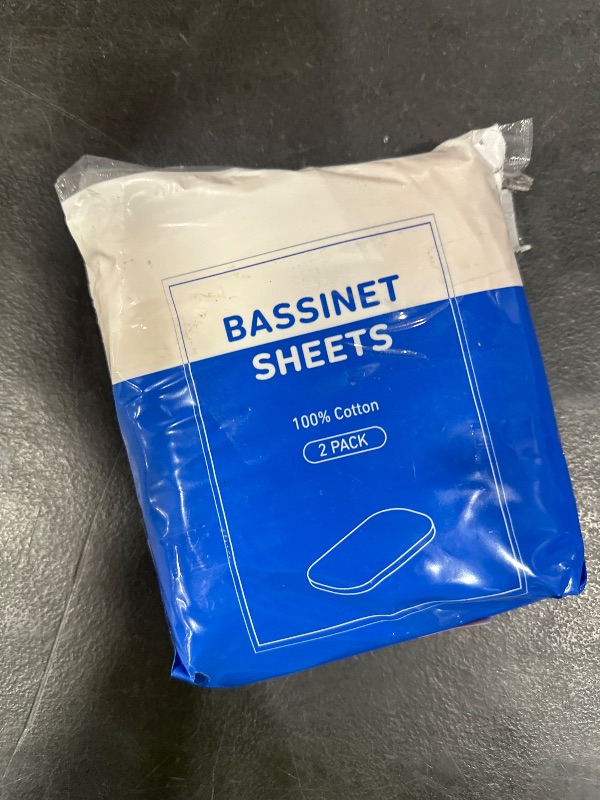 BASSINET
SHEETS
100% Cotton
2 PACK